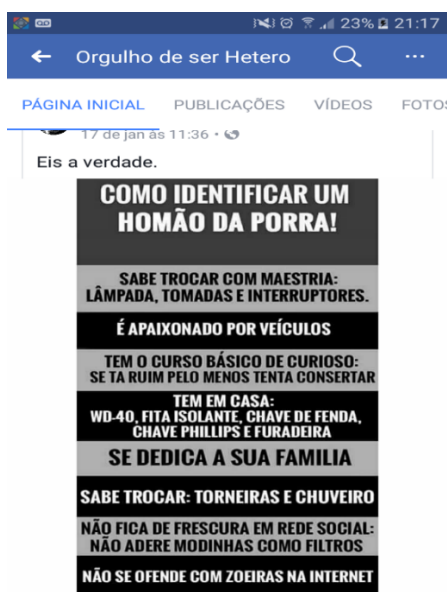 23% 21:17
Orgulho de ser Hetero
PÁGINA INICIAL PUBLICAÇÕES VÍDEOS FOTOS
17 de jan às 11:36
Eis a verdade.
COMO IDENTIFICAR UM
HOMÃO DA PORRA!
SABE TROCAR COM MAESTRIA:
LÂMPADA, TOMADAS E INTERRUPTORES.
É APAIXONADO POR VEÍCULOS
TEM O CURSO BÁSICO DE CURIOSO:
SE TA RUIM PELO MENOS TENTA CONSERTAR
TEM EM CASA:
WD-40, FITA ISOLANTE, CHAVE DE FENDA,
CHAVE PHILLIPS E FURADEIRA
SE DEDICA A SUA FAMILIA
SABE TROCAR: TORNEIRAS E CHUVEIRO
NÃO FICA DE FRESCURA EM REDE SOCIAL:
NÃO ADERE MODINHAS COMO FILTROS
NÃO SE OFENDE COM ZOEIRAS NA INTERNET